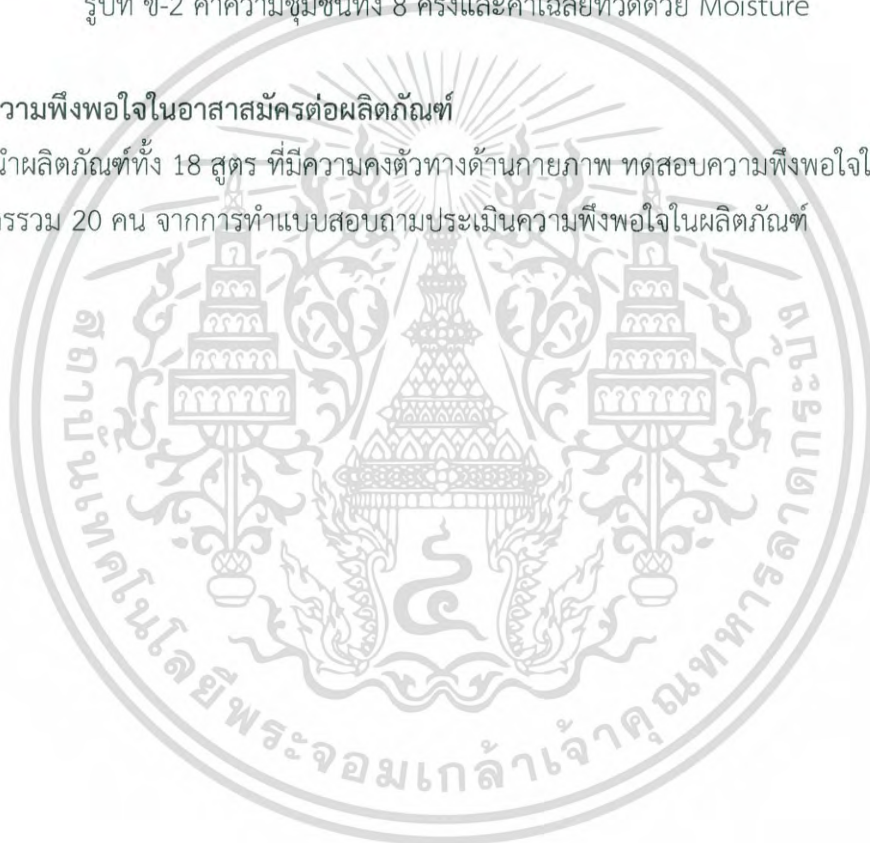 รูปที่ ข-2 ค่าความชุ่มชื้นทั้ง 8 ครั้งและค่าเฉลี่ยที่วัดด้วย Moisture
วามพึงพอใจในอาสาสมัครต่อผลิตภัณฑ์
นำผลิตภัณฑ์ทั้ง 18 สูตร ที่มีความคงตัวทางด้านกายภาพ ทดสอบความพึงพอใจใ
รรวม 20 คน จากการทำแบบสอบถามประเมินความพึงพอใจในผลิตภัณฑ์
สถาบันเทคโนโลยีพระจอมเกล้าเจ้าคุณทหารลาดกระบัง
๔